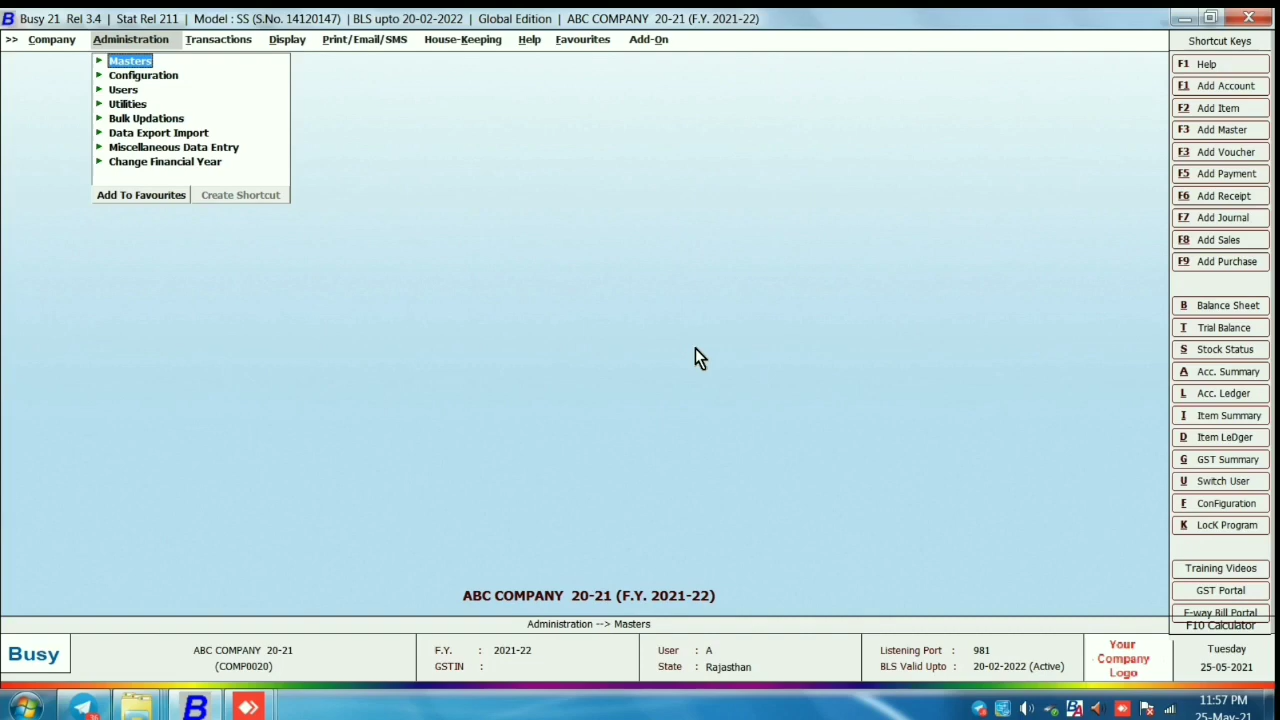 Busy 21 Rel 3.4 | Stat Rel 211 | Model : SS (S.No. 14120147) | BLS upto 20-02-2022 | Global Edition | ABC COMPANY 20-21 (F.Y. 2021-22)
>> Company Administration Transactions Display Print/Email/SMS House-Keeping Help Favourites Add-On
Masters
Configuration
Users
Utilities
Bulk Updations
Data Export Import
Miscellaneous Data Entry
Change Financial Year
Add To Favourites Create Shortcut
Shortcut Keys
F1 Help
F1 Add Account
F2 Add Item
F3 Add Master
F3 Add Voucher
F5 Add Payment
F6 Add Receipt
F7 Add Journal
F8 Add Sales
F9 Add Purchase
B Balance Sheet
T Trial Balance
S Stock Status
A Acc. Summary
L Acc. Ledger
I Item Summary
D Item LeDger
G GST Summary
U Switch User
F ConFiguration
K LocK Program
Training Videos
GST Portal
E-way Bill Portal
F10 Calculator
ABC COMPANY 20-21 (F.Y. 2021-22)
Administration --> Masters
Busy
ABC COMPANY 20-21
(COMP0020)
F.Y. : 2021-22
GSTIN :
User : A
State : Rajasthan
Listening Port : 981
BLS Valid Upto : 20-02-2022 (Active)
Your
Company
Logo
Tuesday
25-05-2021
11:57 PM
25-May-21